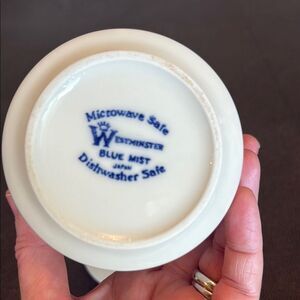 Microwave Safe
WESTMINSTER
BLUE MIST
JAPAN
Dishwasher Safe